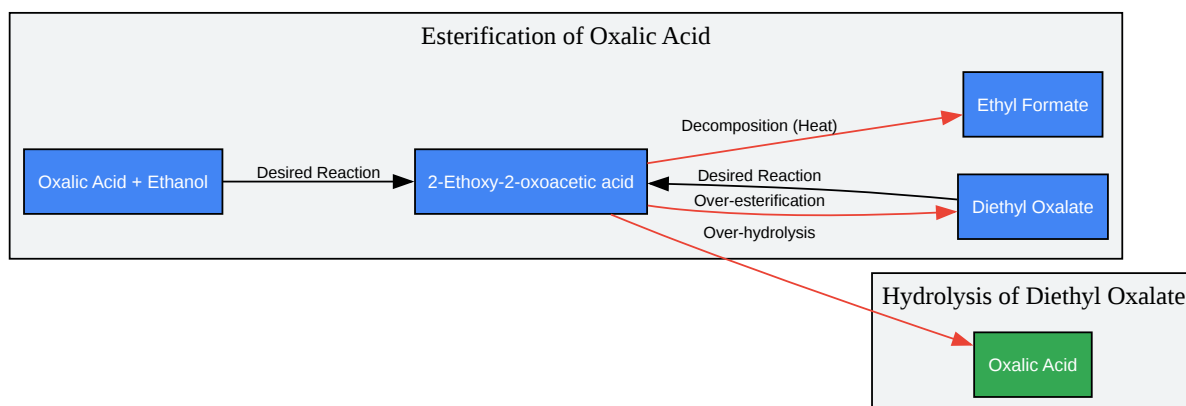 Esterification of Oxalic Acid
Ethyl Formate
Decomposition (Heat)
Oxalic Acid + Ethanol
Desired Reaction
2-Ethoxy-2-oxoacetic acid
Desired Reaction
Over-esterification
Diethyl Oxalate
Over-hydrolysis
Hydrolysis of Diethyl Oxalate
Oxalic Acid